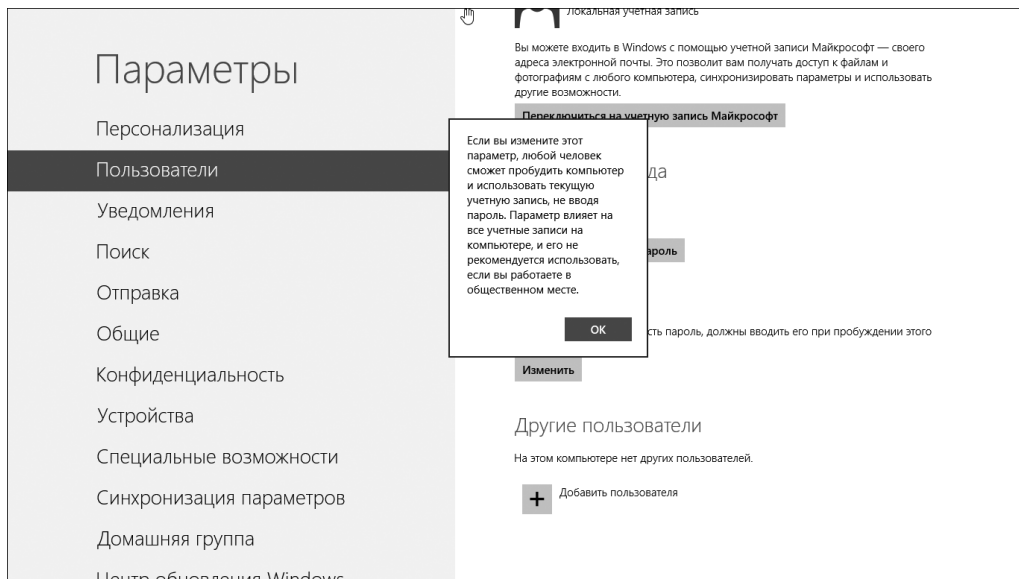 Параметры
Персонализация
Пользователи
Уведомления
Поиск
Отправка
Общие
Конфиденциальность
Устройства
Специальные возможности
Синхронизация параметров
Домашняя группа
Центр обновления Windows
Локальная учетная запись
Вы можете входить в Windows с помощью учетной записи Майкрософт — своего
адреса электронной почты. Это позволит вам получать доступ к файлам и
фотографиям с любого компьютера, синхронизировать параметры и использовать
другие возможности.
Переключиться на учетную запись Майкрософт
Если вы измените этот
параметр, любой человек
сможет пробудить компьютер
и использовать текущую
учетную запись, не вводя
пароль. Параметр влияет на
все учетные записи на
компьютере, и его не
рекомендуется использовать,
если вы работаете в
общественном месте.
ОК
пароль, должны вводить его при пробуждении этого
Изменить
Другие пользователи
На этом компьютере нет других пользователей.
Добавить пользователя